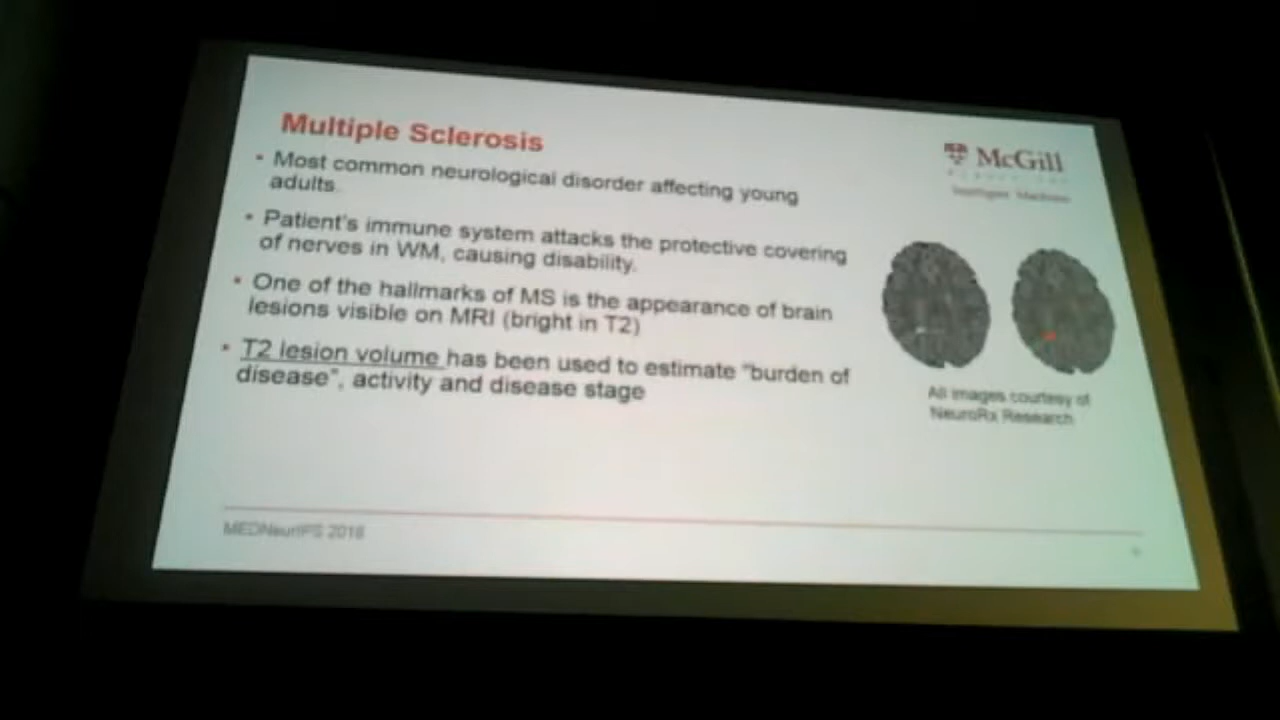 Multiple Sclerosis
• Most common neurological disorder affecting young
adults.
• Patient's immune system attacks the protective covering
of nerves in WM, causing disability.
• One of the hallmarks of MS is the appearance of brain
lesions visible on MRI (bright in T2)
• T2 lesion volume has been used to estimate "burden of
disease", activity and disease stage
McGill
All images courtesy of
NeuroRx Research
MEDNeurIPS 2018